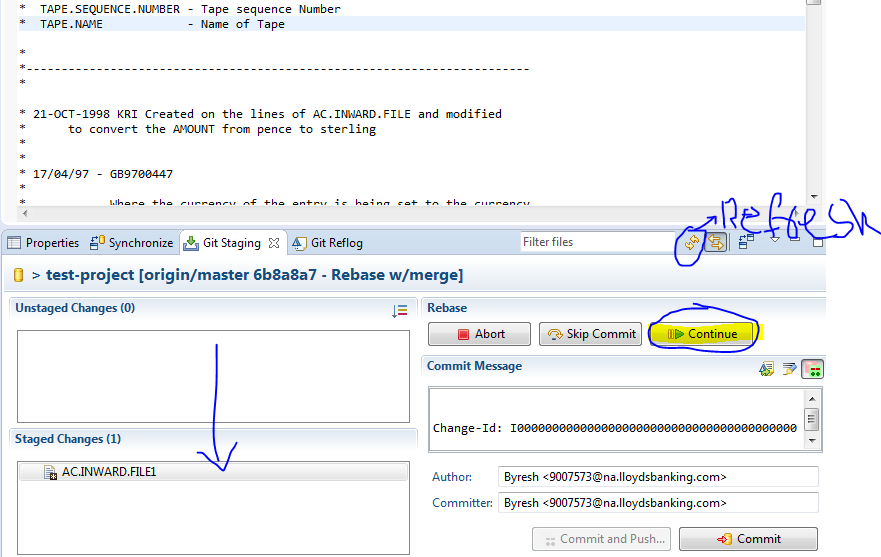 *  TAPE.SEQUENCE.NUMBER - Tape sequence Number
*  TAPE.NAME            - Name of Tape
*
*------------------------------------------------------------------------
*
* 21-OCT-1998 KRI Created on the lines of AC.INWARD.FILE and modified
*      to convert the AMOUNT from pence to sterling
*
*
* 17/04/97 - GB9700447
*
*           Where the currency of the entry is being set to the currency
Refresh
Properties Synchronize Git Staging Git Reflog Filter files
> test-project [origin/master 6b8a8a7 - Rebase w/merge]
Unstaged Changes (0)
Rebase
Abort Skip Commit Continue
Commit Message
Change-Id: I0000000000000000000000000000000000000000
Staged Changes (1)
AC.INWARD.FILE1
Author: Byresh <9007573@na.lloydsbanking.com>
Committer: Byresh <9007573@na.lloydsbanking.com>
Commit and Push... Commit